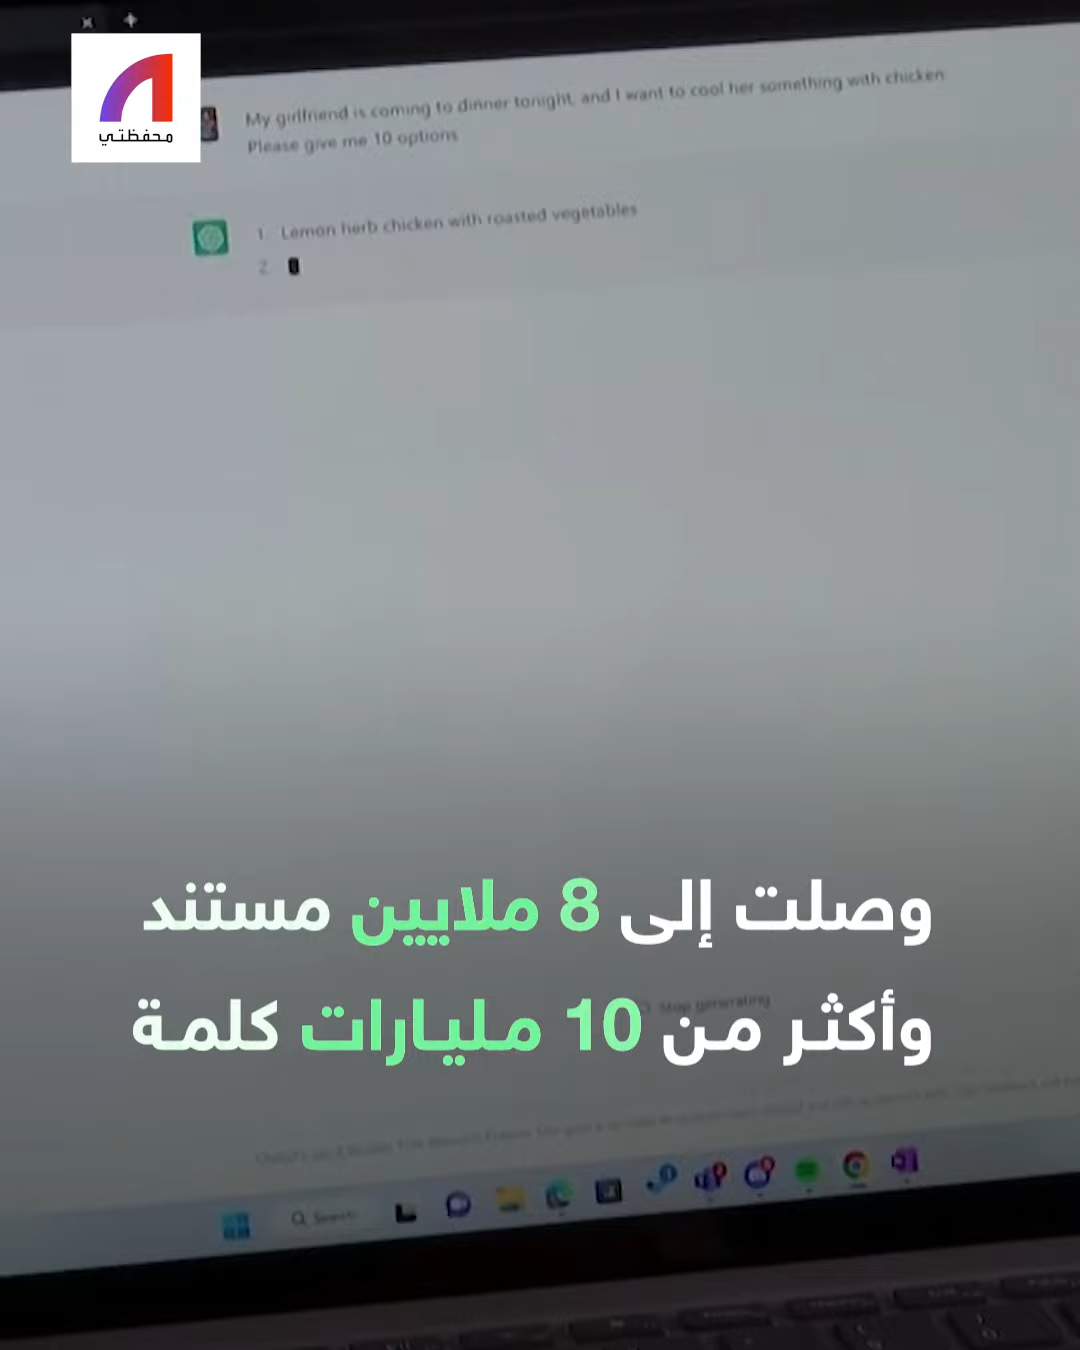 محفظتي
My girlfriend is coming to dinner tonight, and I want to cool her something with chicken
Please give me 10 options
1. Lemon herb chicken with roasted vegetables
2.
وصلت إلى 8 ملايين مستند
Stop generating
وأكثر من 10 مليارات كلمة
Search